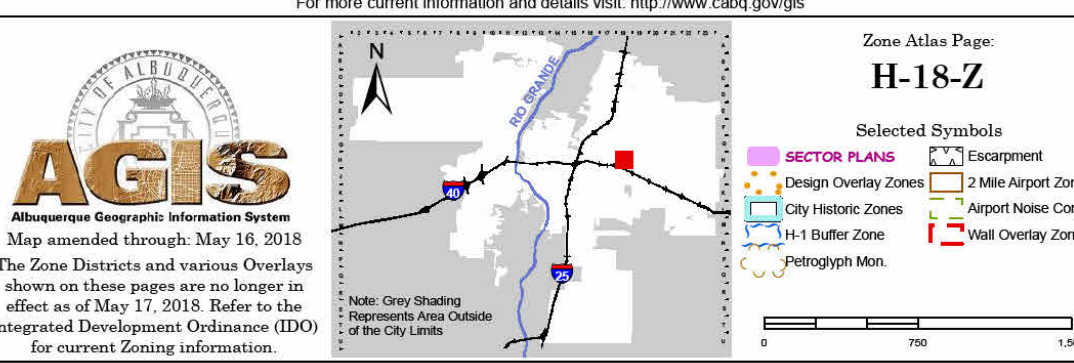 For more current information and details visit: http://www.cabq.gov/gis
CITY OF ALBUQUERQUE
AGIS
Albuquerque Geographic Information System
Map amended through: May 16, 2018
The Zone Districts and various Overlays
shown on these pages are no longer in
effect as of May 17, 2018. Refer to the
Integrated Development Ordinance (IDO)
for current Zoning information.
N
RIO GRANDE
40
25
Note: Grey Shading
Represents Area Outside
of the City Limits
Zone Atlas Page:
H-18-Z
Selected Symbols
SECTOR PLANS
Escarpment
Design Overlay Zones
2 Mile Airport Zon
City Historic Zones
Airport Noise Con
H-1 Buffer Zone
Wall Overlay Zon
Petroglyph Mon.
0
750
1,50